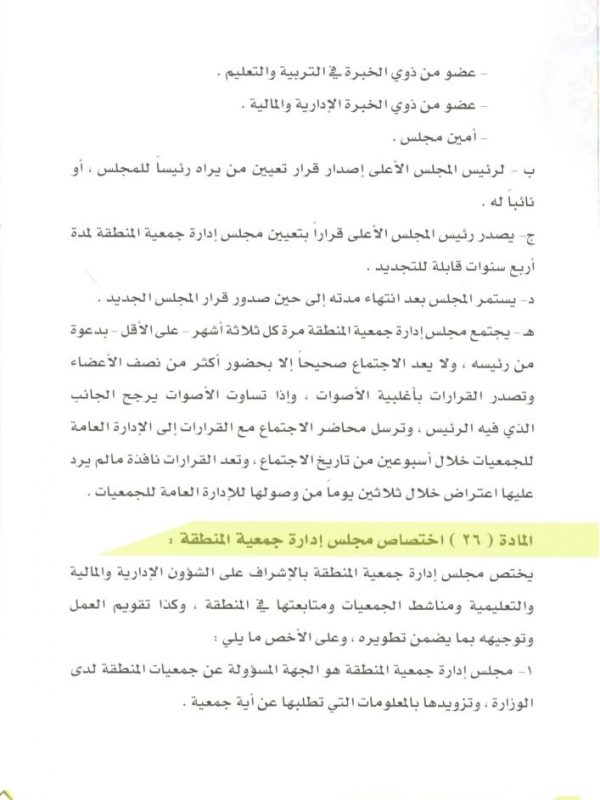 - عضو من ذوي الخبرة في التربية والتعليم .
- عضو من ذوي الخبرة الإدارية والمالية .
- أمين مجلس .
ب - لرئيس المجلس الأعلى إصدار قرار تعيين من يراه رئيساً للمجلس ، أو
نائباً له .
ج- يصدر رئيس المجلس الأعلى قراراً بتعيين مجلس إدارة جمعية المنطقة لمدة
أربع سنوات قابلة للتجديد .
د- يستمر المجلس بعد انتهاء مدته إلى حين صدور قرار المجلس الجديد .
هـ - يجتمع مجلس إدارة جمعية المنطقة مرة كل ثلاثة أشهر - على الأقل - بدعوة
من رئيسه ، ولا يعد الاجتماع صحيحاً إلا بحضور أكثر من نصف الأعضاء
وتصدر القرارات بأغلبية الأصوات ، وإذا تساوت الأصوات يرجح الجانب
الذي فيه الرئيس ، وترسل محاضر الاجتماع مع القرارات إلى الإدارة العامة
للجمعيات خلال أسبوعين من تاريخ الاجتماع ، وتعد القرارات نافذة مالم يرد
عليها اعتراض خلال ثلاثين يوماً من وصولها للإدارة العامة للجمعيات .
المادة ( ٢٦ ) اختصاص مجلس إدارة جمعية المنطقة :
يختص مجلس إدارة جمعية المنطقة بالإشراف على الشؤون الإدارية والمالية
والتعليمية ومناشط الجمعيات ومتابعتها في المنطقة ، وكذا تقويم العمل
وتوجيهه بما يضمن تطويره ، وعلى الأخص ما يلي :
١- مجلس إدارة جمعية المنطقة هو الجهة المسؤولة عن جمعيات المنطقة لدى
الوزارة ، وتزويدها بالمعلومات التي تطلبها عن أية جمعية .